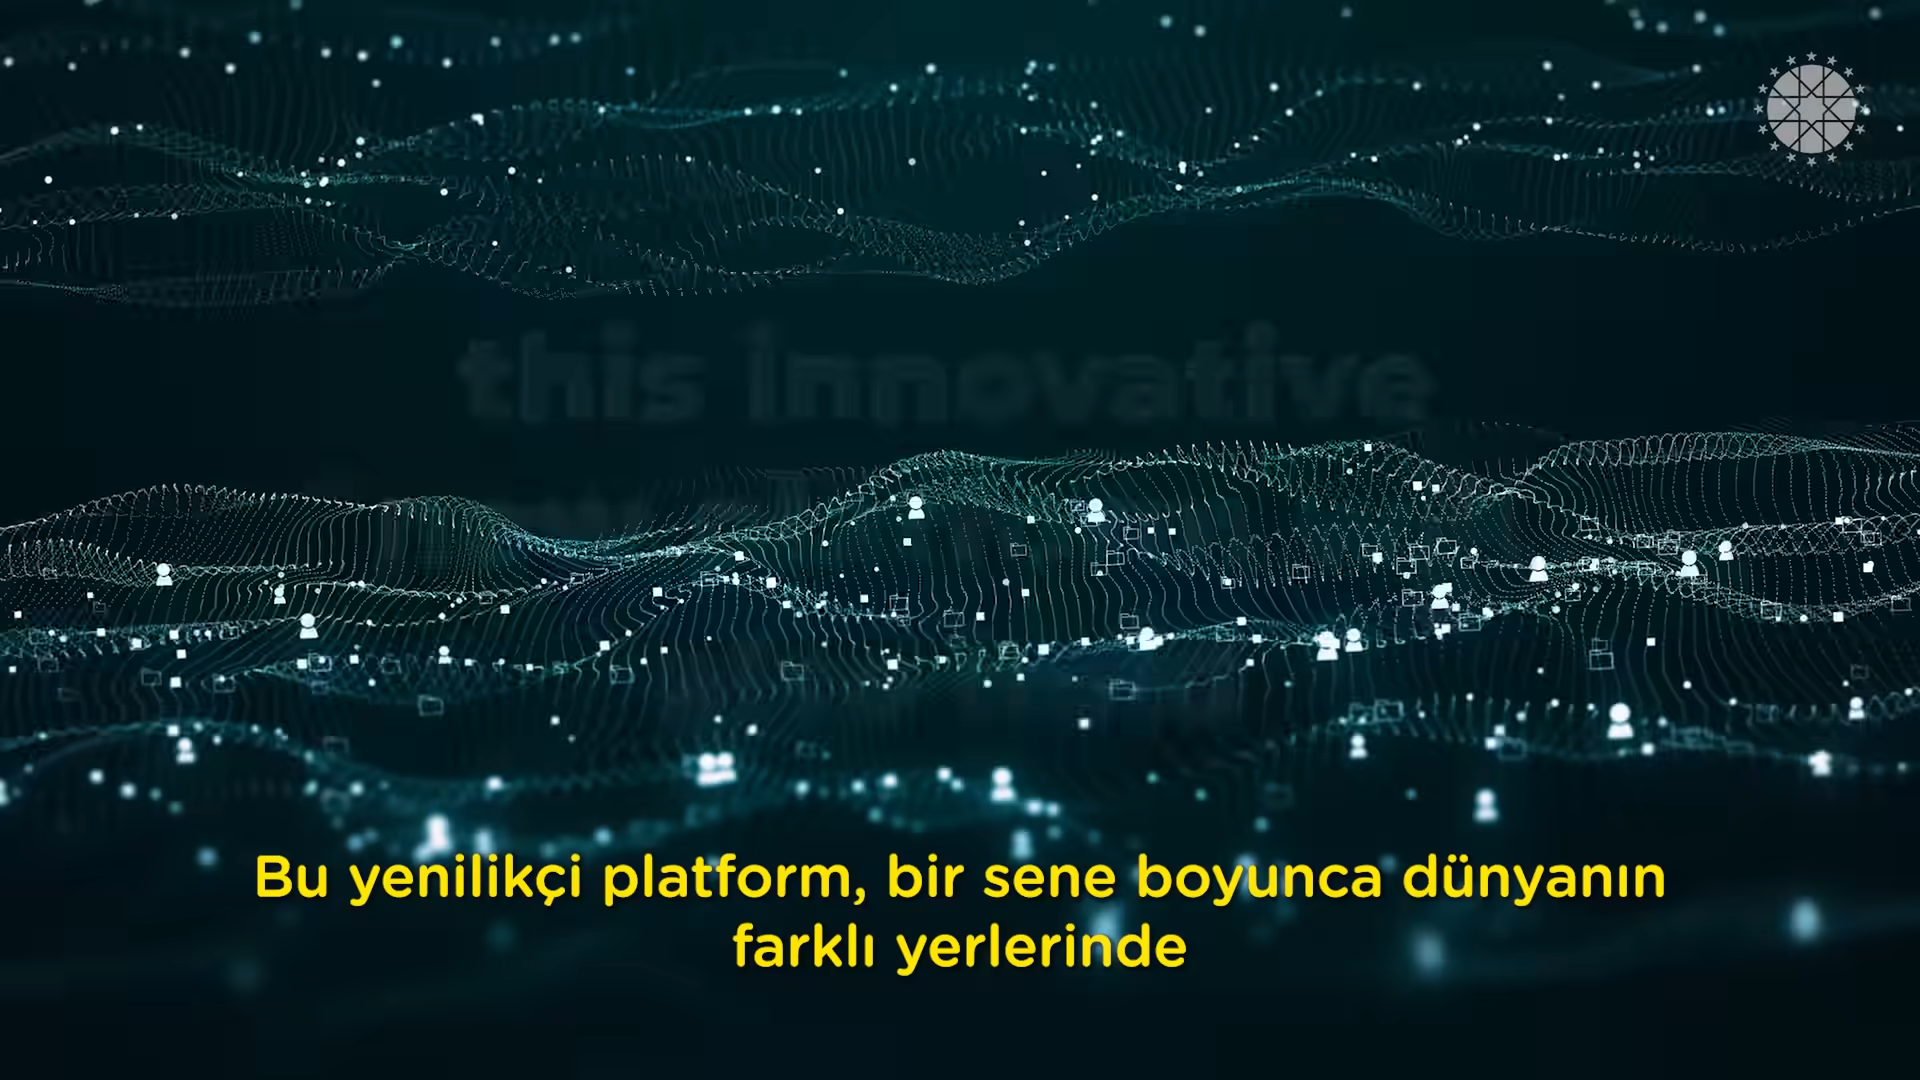 this innovative
Bu yenilikçi platform, bir sene boyunca dünyanın
farklı yerlerinde